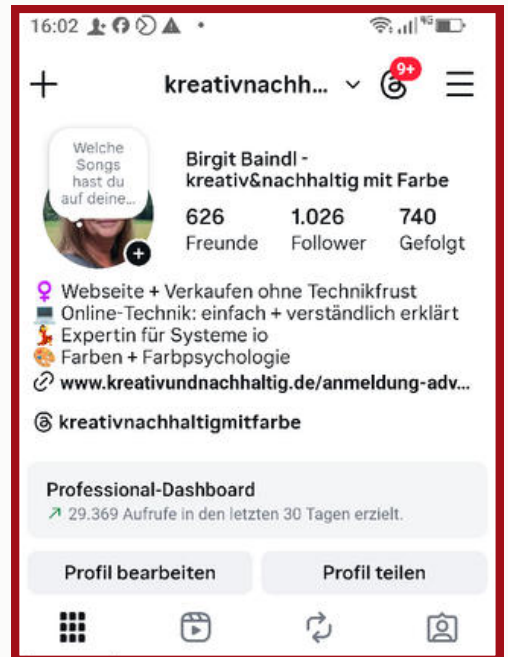 16:02
4G
kreativnachh...
9+
Welche
Songs
hast du
auf deine...
Birgit Baindl -
kreativ&nachhaltig mit Farbe
626 1.026 740
Freunde Follower Gefolgt
Webseite + Verkaufen ohne Technikfrust
Online-Technik: einfach + verständlich erklärt
Expertin für Systeme io
Farben + Farbpsychologie
www.kreativundnachhaltig.de/anmeldung-adv...
kreativnachhaltigmitfarbe
Professional-Dashboard
29.369 Aufrufe in den letzten 30 Tagen erzielt.
Profil bearbeiten Profil teilen